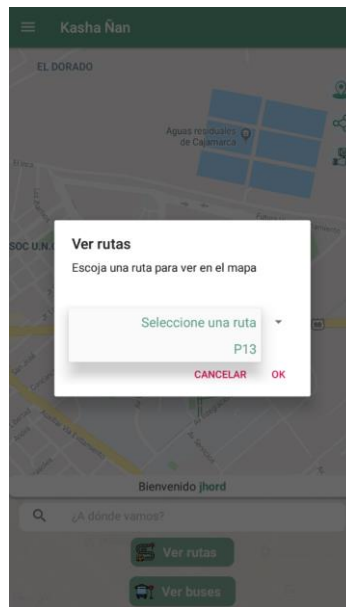 Kasha Ñan
EL DORADO
Aguas residuales
de Cajamarca
SOC U.N.
Ver rutas
Escoja una ruta para ver en el mapa
Seleccione una ruta
P13
CANCELAR OK
Bienvenido jhord
¿A dónde vamos?
Ver rutas
Ver buses